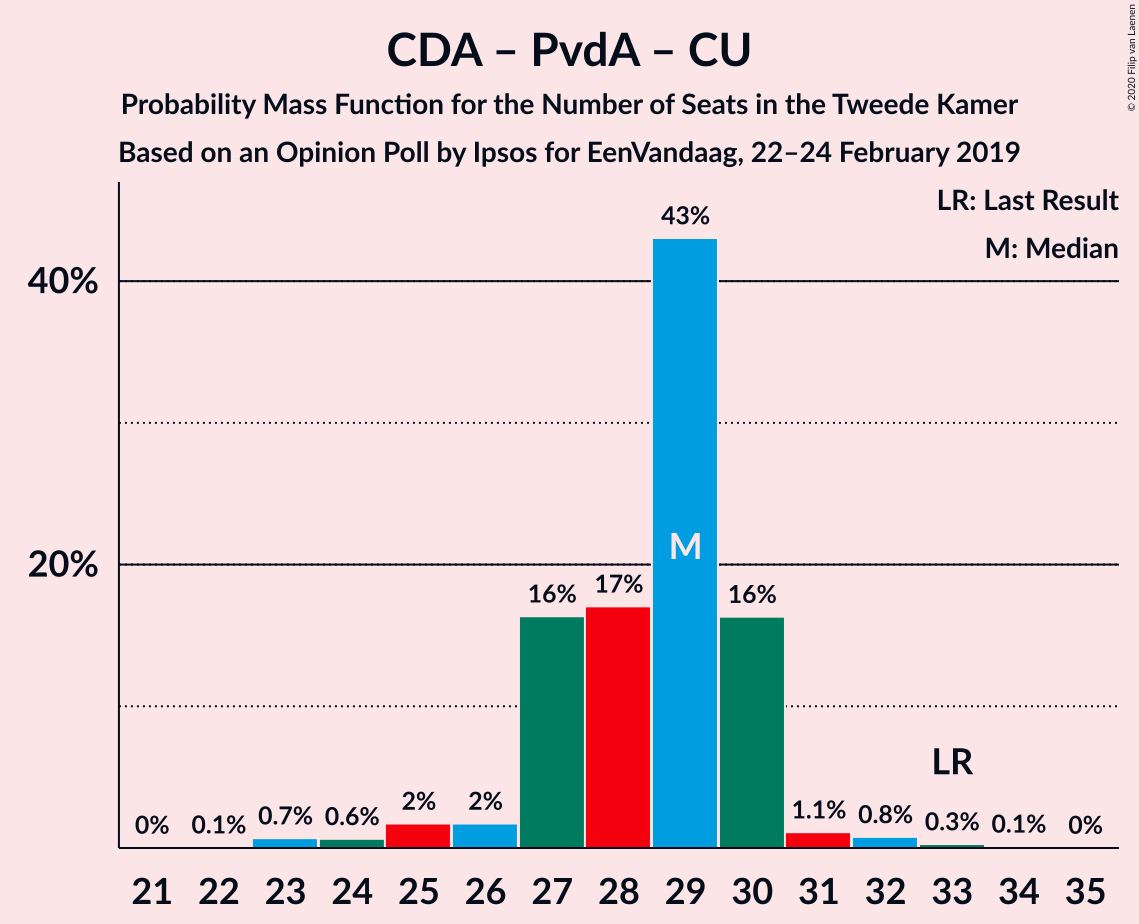 CDA – PvdA – CU
Probability Mass Function for the Number of Seats in the Tweede Kamer
Based on an Opinion Poll by Ipsos for EenVandaag, 22–24 February 2019
© 2020 Filip van Laenen
LR: Last Result
M: Median
43%
40%
M
20%
16%
17%
16%
LR
0%
0.1%
0.7%
0.6%
2%
2%
1.1%
0.8%
0.3%
0.1%
0%
21 22 23 24 25 26 27 28 29 30 31 32 33 34 35